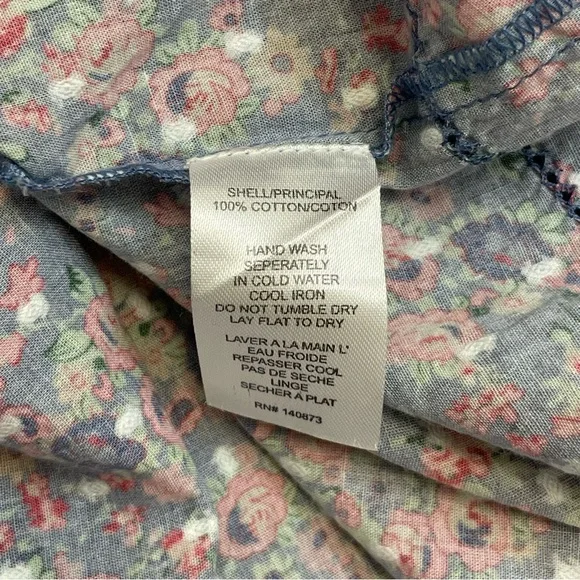 SHELL/PRINCIPAL
100% COTTON/COTON
HAND WASH
SEPERATELY
IN COLD WATER
COOL IRON
DO NOT TUMBLE DRY
LAY FLAT TO DRY
LAVER A LA MAIN L'
EAU FROIDE
REPASSER COOL
PAS DE SECHE
LINGE
SECHER A PLAT
RN# 140873